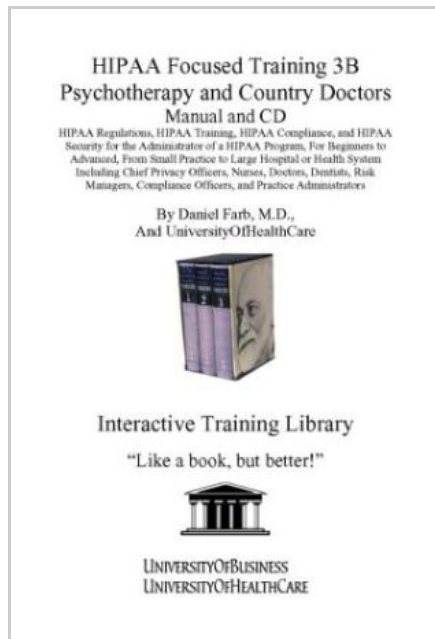 HIPAA Focused Training 3B
Psychotherapy and Country Doctors
Manual and CD
HIPAA Regulations, HIPAA Training, HIPAA Compliance, and HIPAA
Security for the Administrator of a HIPAA Program, For Beginners to
Advanced, From Small Practice to Large Hospital or Health System
Including Chief Privacy Officers, Nurses, Doctors, Dentists, Risk
Managers, Compliance Officers, and Practice Administrators
By Daniel Farb, M.D.,
And UniversityOfHealthCare
1 2 3
Interactive Training Library
“Like a book, but better!”
UNIVERSITYOFBUSINESS
UNIVERSITYOFHEALTHCARE